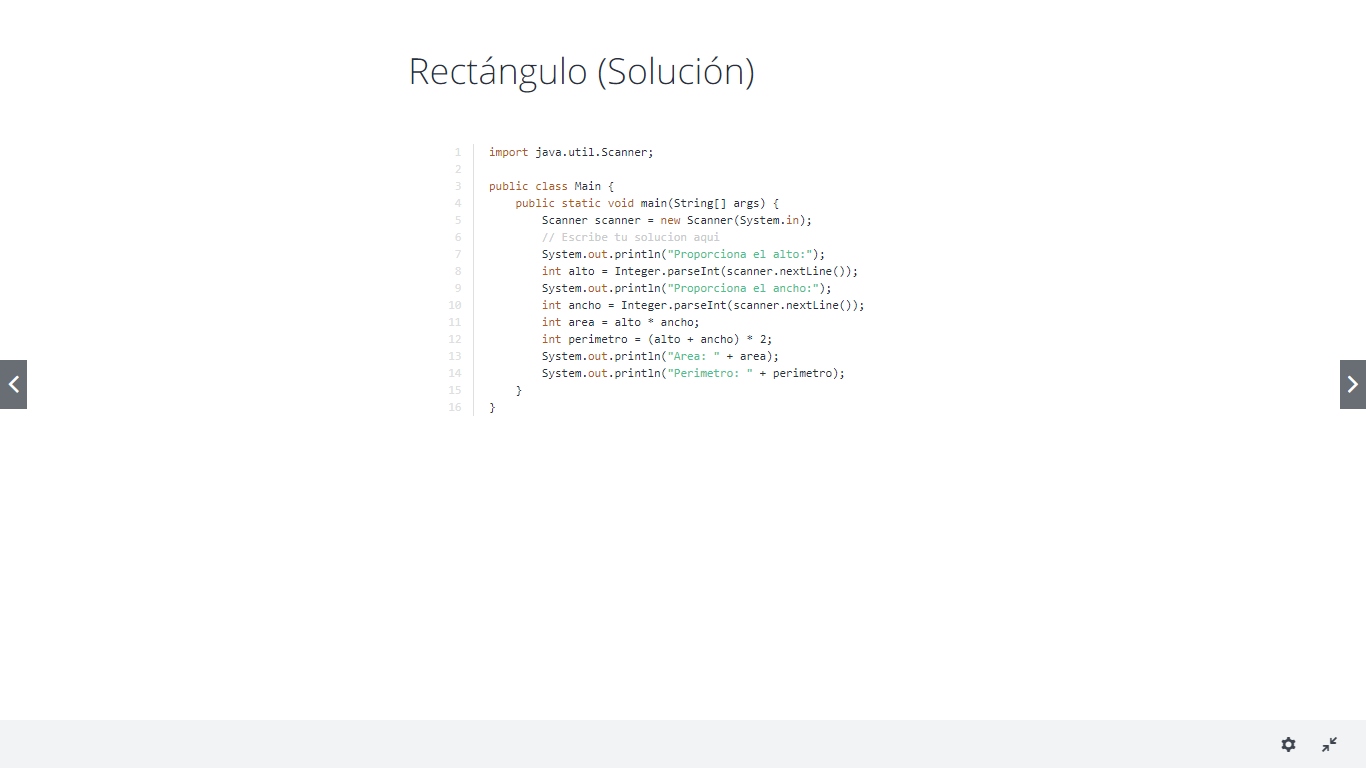 Rectángulo (Solución)
1 import java.util.Scanner;
2
3 public class Main {
4 public static void main(String[] args) {
5 Scanner scanner = new Scanner(System.in);
6 // Escribe tu solucion aqui
7 System.out.println("Proporciona el alto:");
8 int alto = Integer.parseInt(scanner.nextLine());
9 System.out.println("Proporciona el ancho:");
10 int ancho = Integer.parseInt(scanner.nextLine());
11 int area = alto * ancho;
12 int perimetro = (alto + ancho) * 2;
13 System.out.println("Area: " + area);
14 System.out.println("Perimetro: " + perimetro);
15 }
16 }